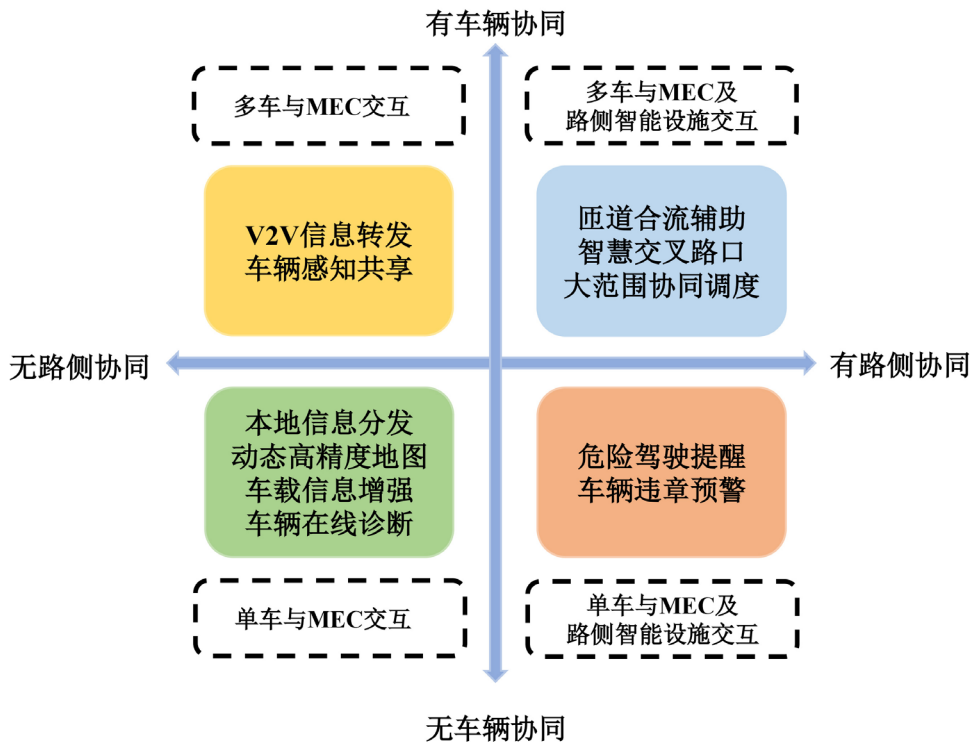 有车辆协同
多车与MEC交互
多车与MEC及
路侧智能设施交互
V2V信息转发
车辆感知共享
匝道合流辅助
智慧交叉路口
大范围协同调度
无路侧协同
有路侧协同
本地信息分发
动态高精度地图
车载信息增强
车辆在线诊断
危险驾驶提醒
车辆违章预警
单车与MEC交互
单车与MEC及
路侧智能设施交互
无车辆协同